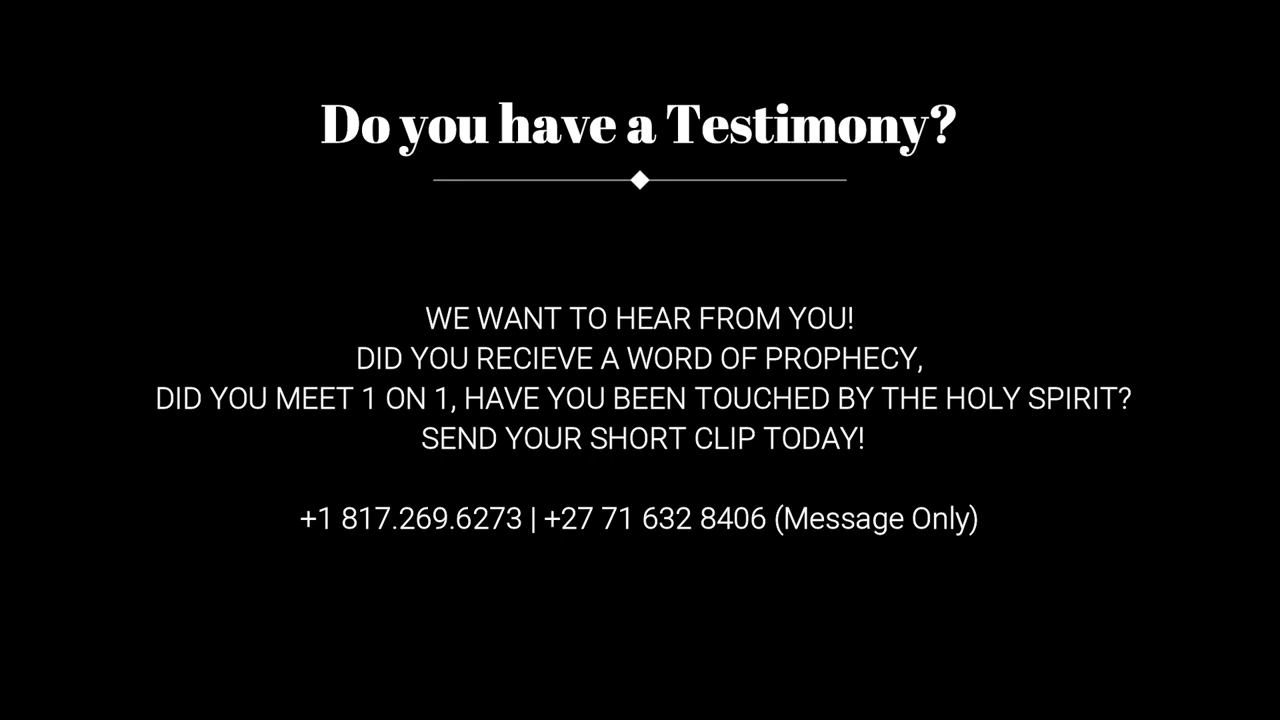 Do you have a Testimony?
WE WANT TO HEAR FROM YOU!
DID YOU RECIEVE A WORD OF PROPHECY,
DID YOU MEET 1 ON 1, HAVE YOU BEEN TOUCHED BY THE HOLY SPIRIT?
SEND YOUR SHORT CLIP TODAY!
+1 817.269.6273 | +27 71 632 8406 (Message Only)